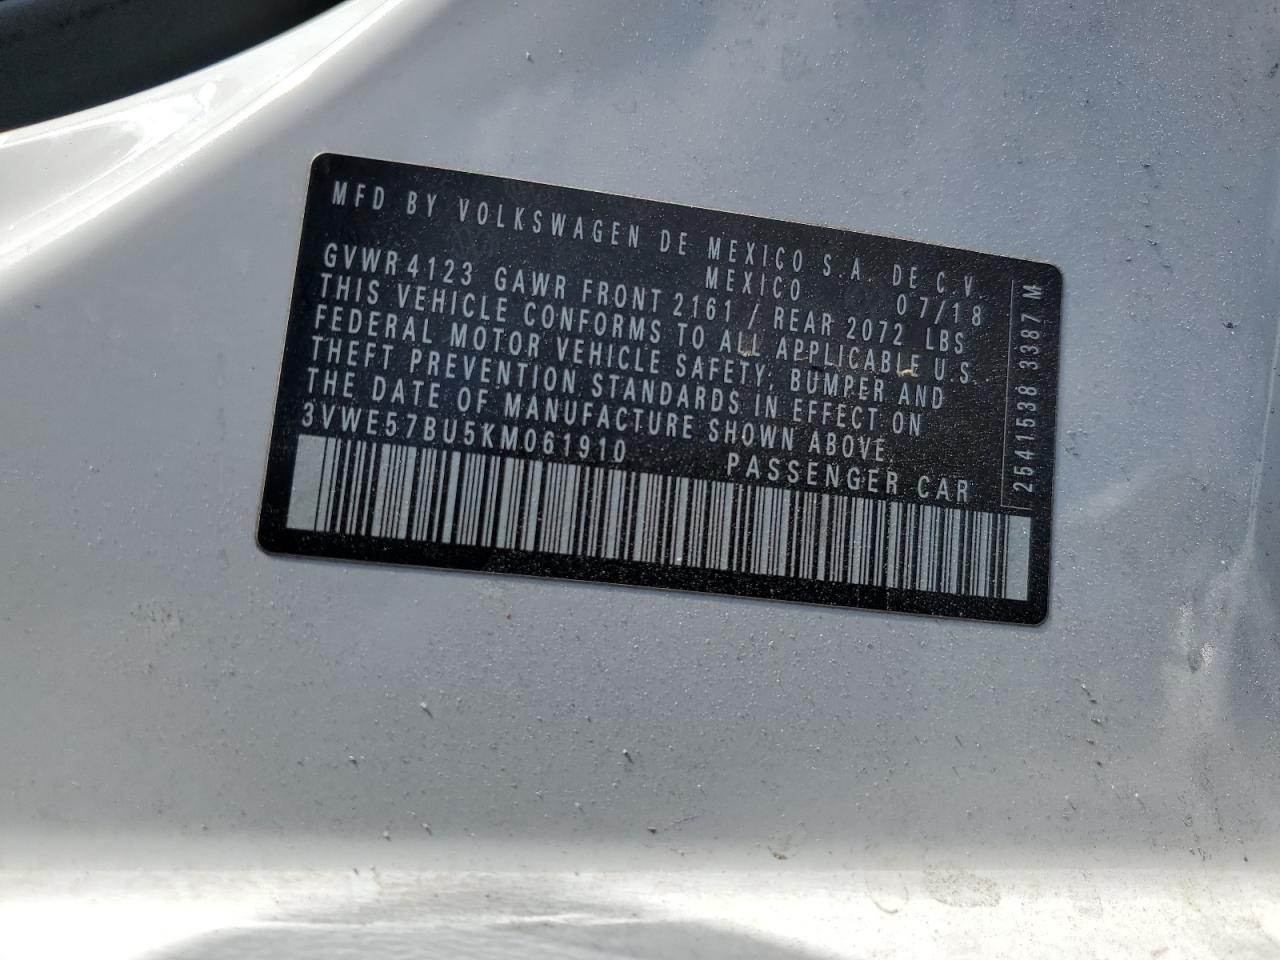 MFD BY VOLKSWAGEN DE MEXICO S.A. DE C.V.
MEXICO 07/18
GVWR 4123 GAWR FRONT 2161 / REAR 2072 LBS
THIS VEHICLE CONFORMS TO ALL APPLICABLE U.S.
FEDERAL MOTOR VEHICLE SAFETY, BUMPER AND
THEFT PREVENTION STANDARDS IN EFFECT ON
THE DATE OF MANUFACTURE SHOWN ABOVE.
3VWE57BU5KM061910 PASSENGER CAR
2541538 3387 M